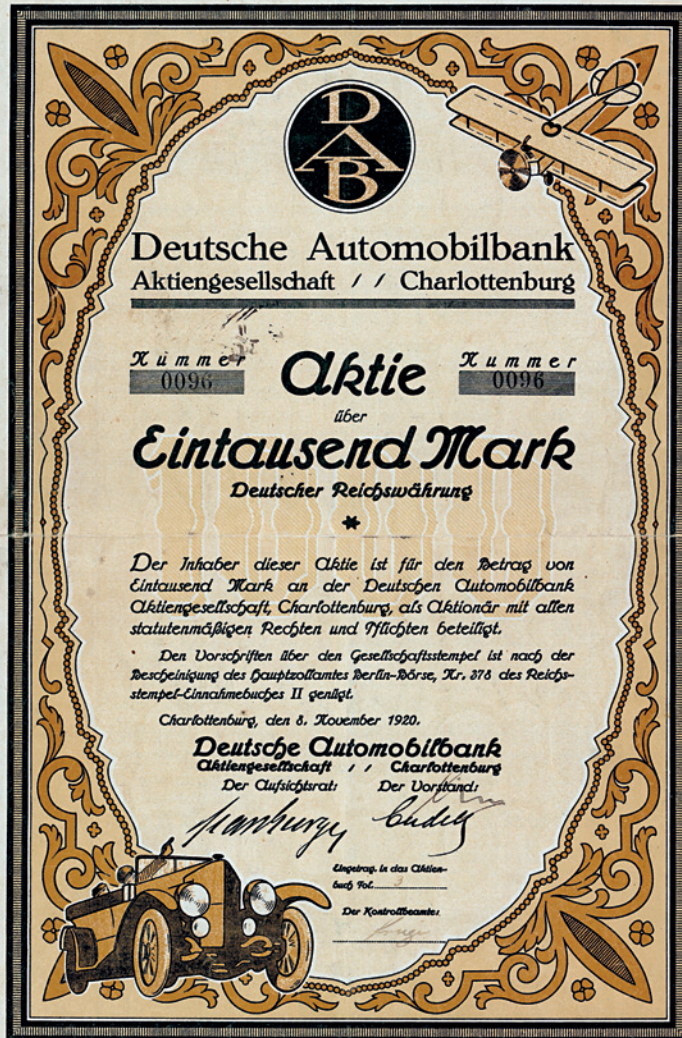 DAB
Deutsche Automobilbank
Aktiengesellschaft / / Charlottenburg
Nummer
0096
Aktie
Nummer
0096
über
Eintausend Mark
Deutscher Reichswährung
*
1000
Der Inhaber dieser Aktie ist für den Betrag von
Eintausend Mark an der Deutschen Automobilbank
Aktiengesellschaft, Charlottenburg, als Aktionär mit allen
statutenmäßigen Rechten und Pflichten beteiligt.
Den Vorschriften über den Gesellschaftsstempel ist nach der
Bescheinigung des Hauptzollamtes Berlin-Börse, Nr. 378 des Reichs-
stempel-Einnahmebuches II genügt.
Charlottenburg, den 8. November 1920.
Deutsche Automobilbank
Aktiengesellschaft / / Charlottenburg
Der Aufsichtsrat: Der Vorstand:
Eingetrag. in das Aktien-
buch Fol. 3
Der Kontrollbeamte: